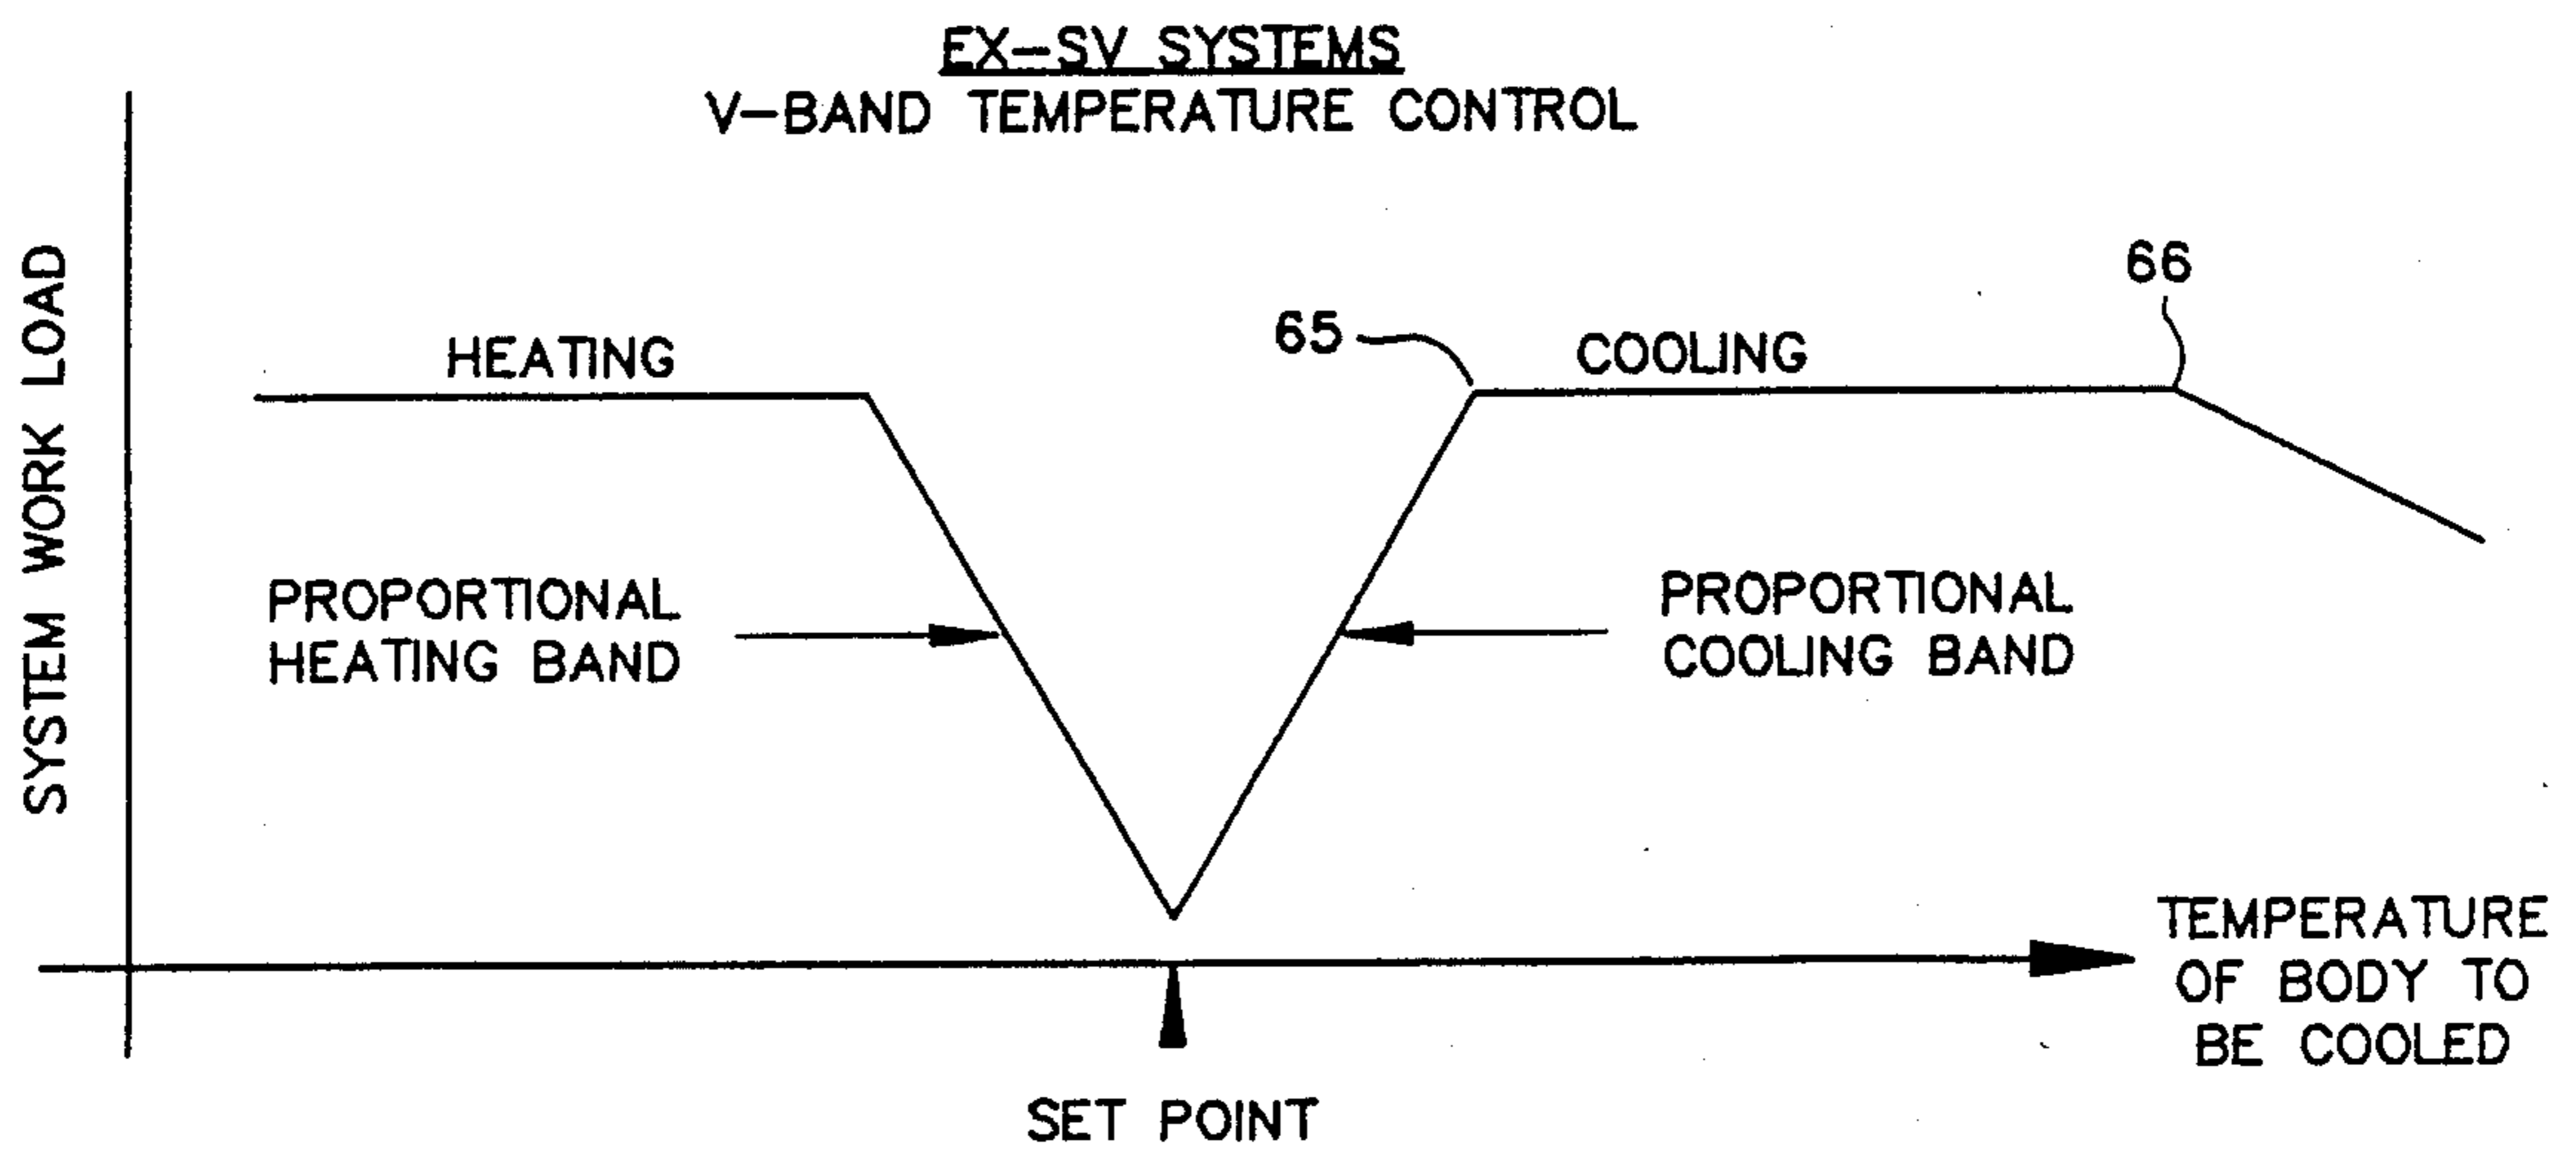 EX-SV SYSTEMS
V-BAND TEMPERATURE CONTROL
SYSTEM WORK LOAD
HEATING
65
COOLING
66
PROPORTIONAL
HEATING BAND
PROPORTIONAL
COOLING BAND
TEMPERATURE
OF BODY TO
BE COOLED
SET POINT